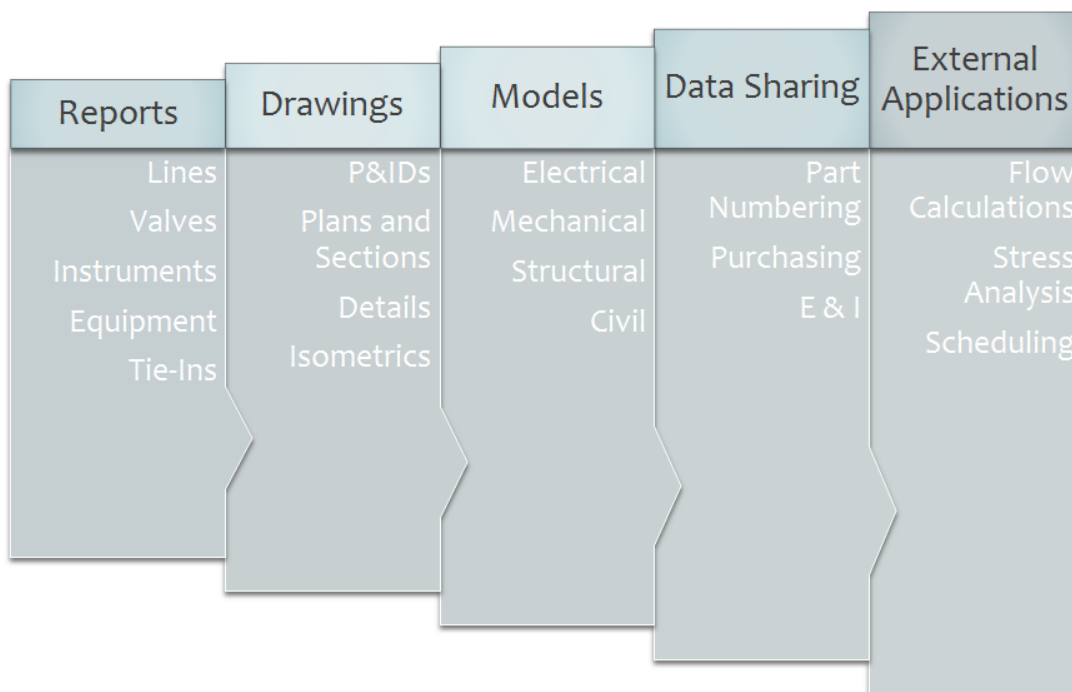 Reports
Lines
Valves
Instruments
Equipment
Tie-Ins
Drawings
P&IDs
Plans and
Sections
Details
Isometrics
Models
Electrical
Mechanical
Structural
Civil
Data Sharing
Part
Numbering
Purchasing
E & I
External
Applications
Flow
Calculations
Stress
Analysis
Scheduling